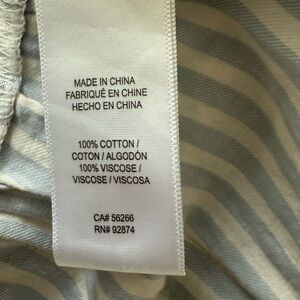 MADE IN CHINA
FABRIQUÉ EN CHINE
HECHO EN CHINA
100% COTTON/
COTON / ALGODÓN
100% VISCOSE /
VISCOSE / VISCOSA
CA# 56266
RN# 92874